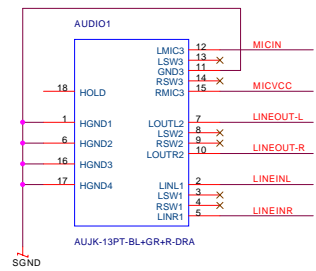 AUDIO1
LMIC3 12 MICIN
LSW3 13
GND3 11
RSW3 14
18 HOLD RMIC3 15 MICVCC
1 HGND1 LOUTL2 7 LINEOUT-L
LSW2 8
6 HGND2 RSW2 9
LOUTR2 10 LINEOUT-R
16 HGND3
17 HGND4 LINL1 2 LINEINL
LSW1 3
RSW1 4
LINR1 5 LINEINR
AUJK-13PT-BL+GR+R-DRA
SGND